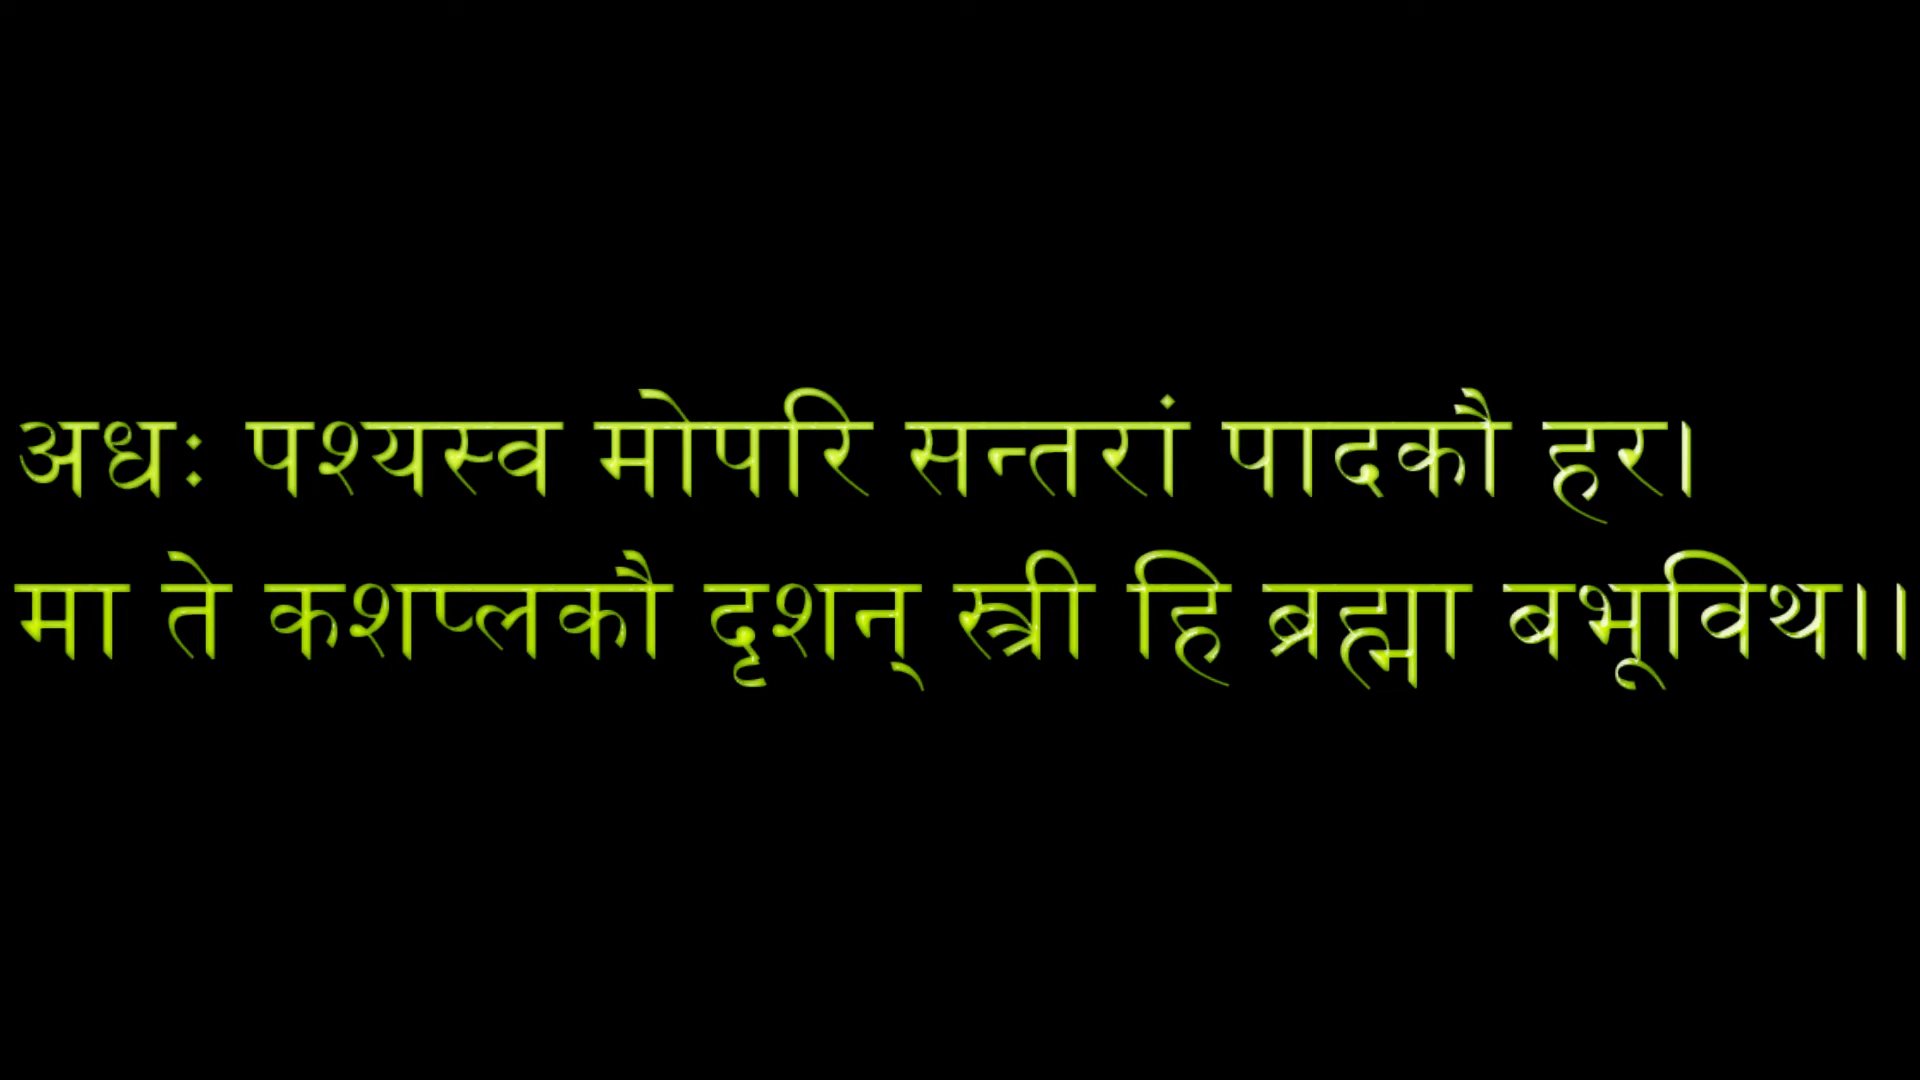 अधः पश्यस्व मोपरि सन्तरां पादकौ हर।
मा ते कशप्लकौ दृशन् स्त्री हि ब्रह्मा बभूविथ।।